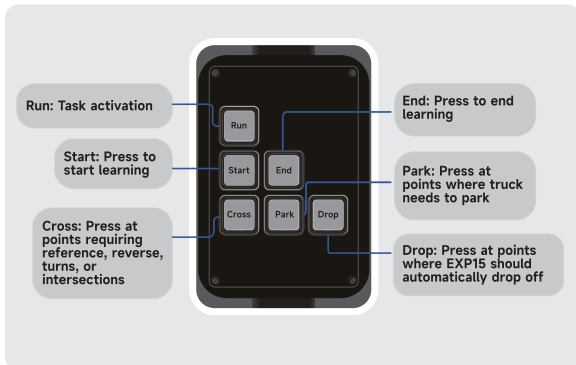 Run: Task activation
Start: Press to
start learning
Cross: Press at
points requiring
reference, reverse,
turns, or
intersections
Run
Start
End
Cross
Park
Drop
End: Press to end
learning
Park: Press at
points where truck
needs to park
Drop: Press at points
where EXP15 should
automatically drop off